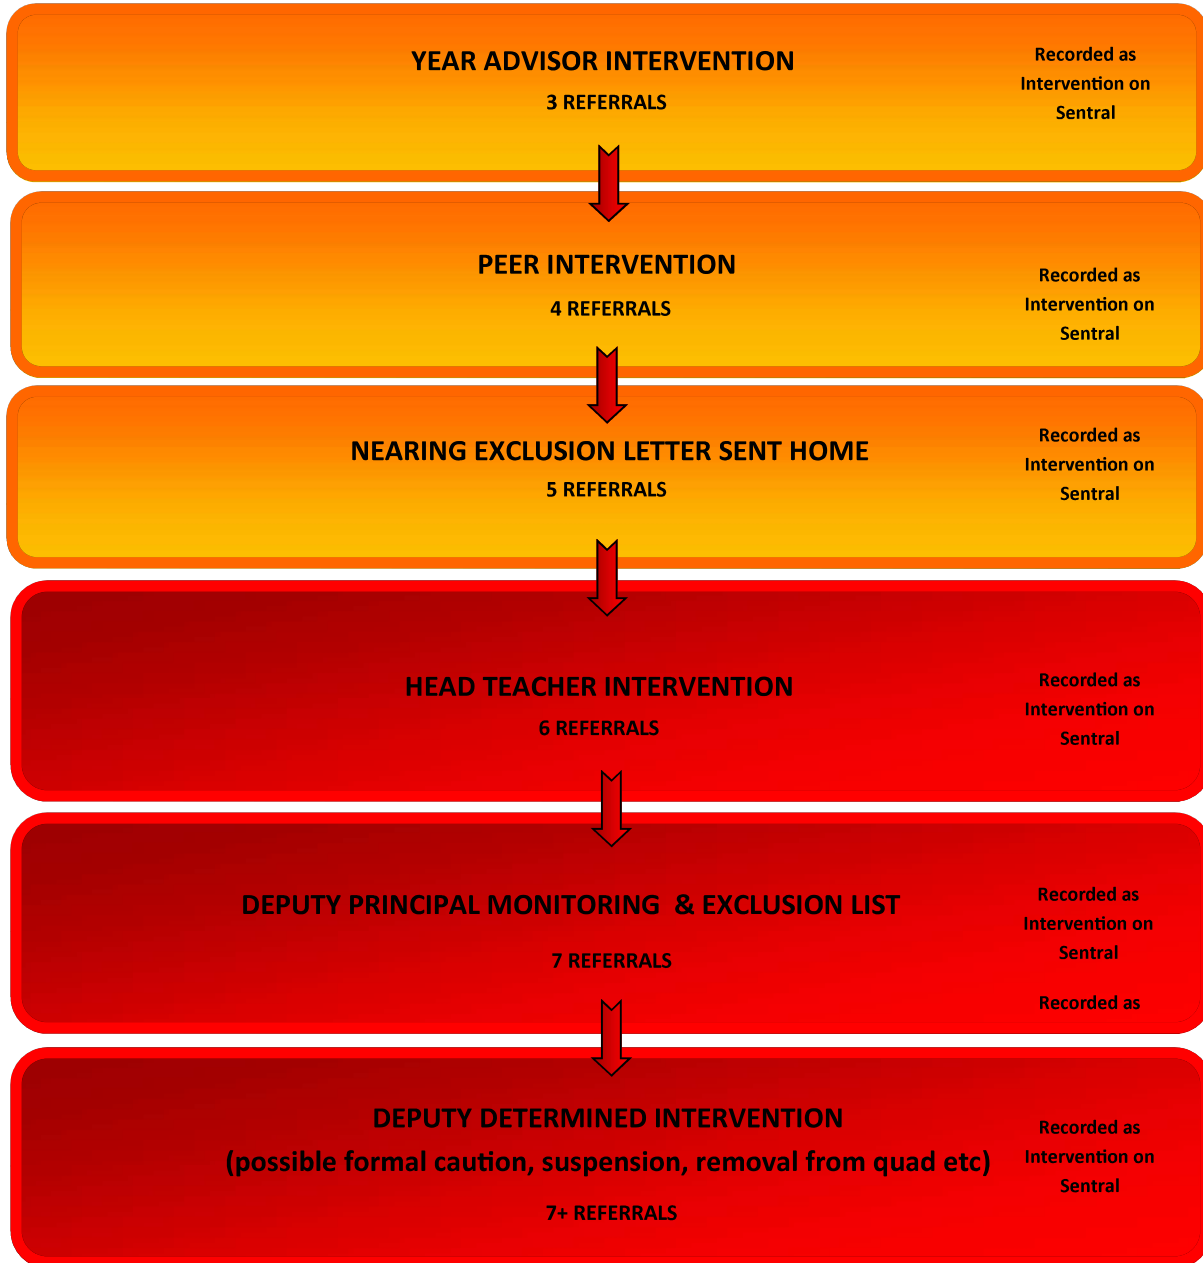 YEAR ADVISOR INTERVENTION
3 REFERRALS
Recorded as
Intervention on
Sentral
PEER INTERVENTION
4 REFERRALS
Recorded as
Intervention on
Sentral
NEARING EXCLUSION LETTER SENT HOME
5 REFERRALS
Recorded as
Intervention on
Sentral
HEAD TEACHER INTERVENTION
6 REFERRALS
Recorded as
Intervention on
Sentral
DEPUTY PRINCIPAL MONITORING & EXCLUSION LIST
7 REFERRALS
Recorded as
Intervention on
Sentral
Recorded as
DEPUTY DETERMINED INTERVENTION
(possible formal caution, suspension, removal from quad etc)
7+ REFERRALS
Recorded as
Intervention on
Sentral